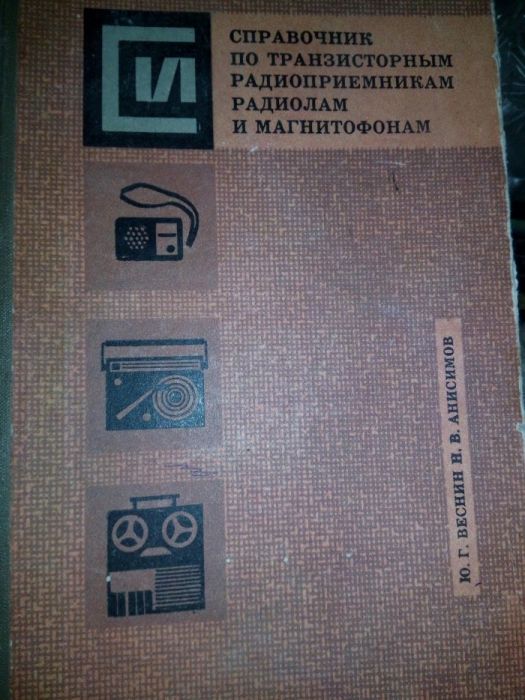 СПРАВОЧНИК
ПО ТРАНЗИСТОРНЫМ
РАДИОПРИЕМНИКАМ
РАДИОЛАМ
И МАГНИТОФОНАМ
Ю. Г. ВЕСНИН Н. В. АНИСИМОВ